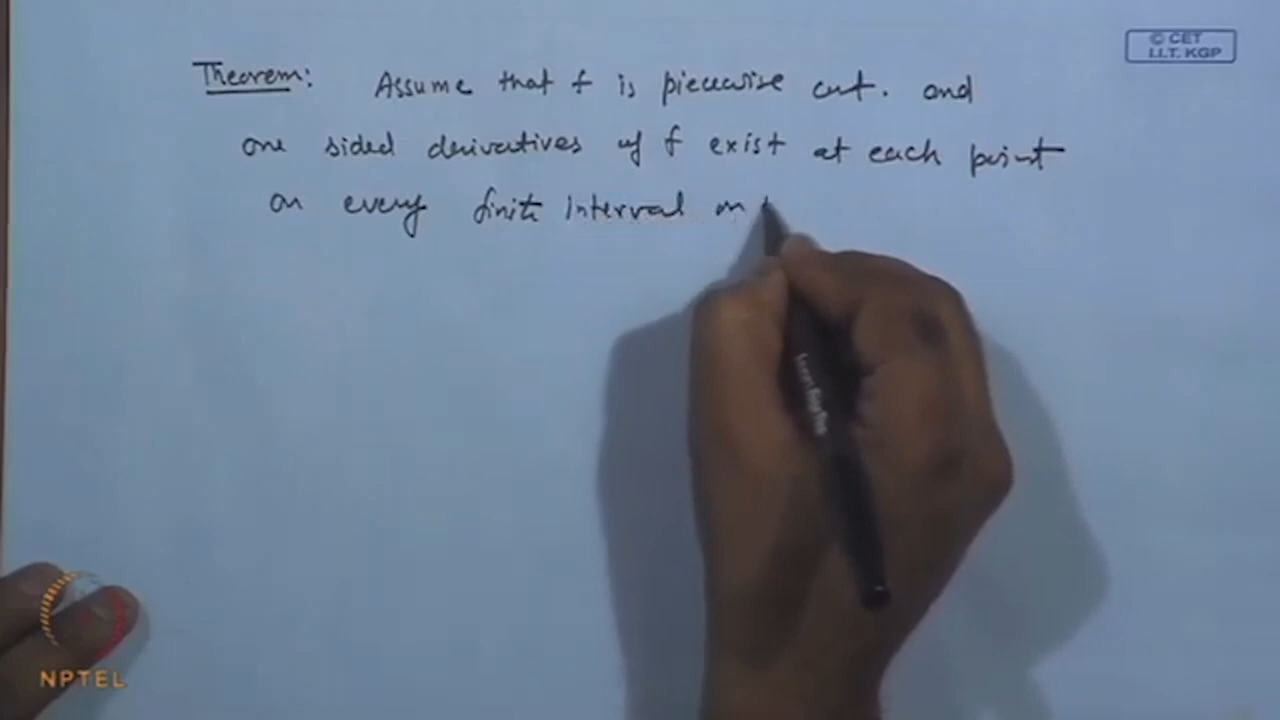 © CET
I.I.T. KGP
Theorem: Assume that f is piecewise cnt. and
one sided derivatives of f exist at each point
on every finite interval on
NPTEL